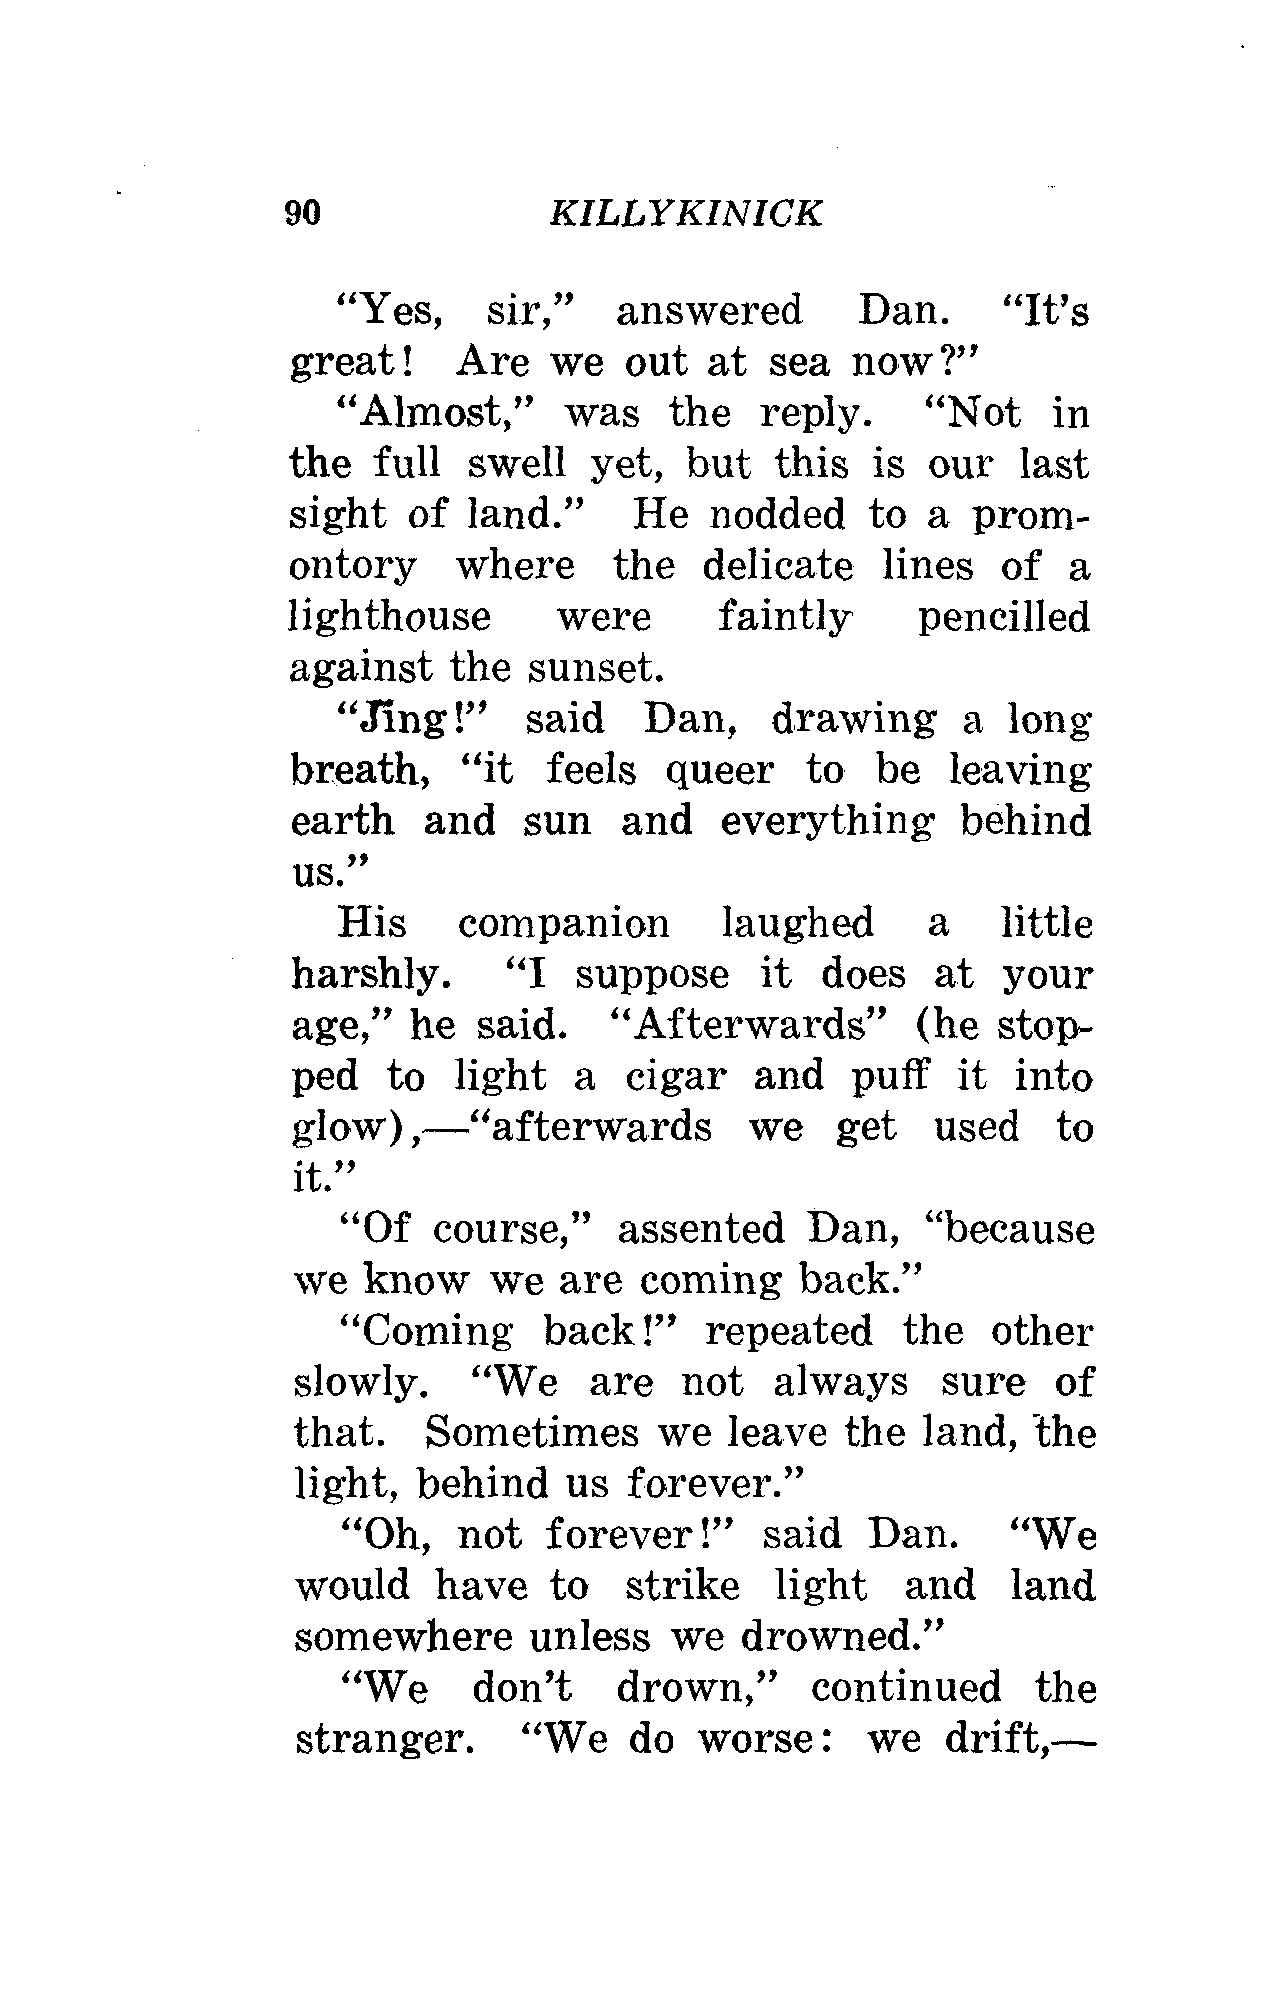 90 KILLYKINICK
“Yes, sir,” answered Dan. “It’s
great! Are we out at sea now?”
“Almost,” was the reply. “Not in
the full swell yet, but this is our last
sight of land.” He nodded to a prom-
ontory where the delicate lines of a
lighthouse were faintly pencilled
against the sunset.
“Jing!” said Dan, drawing a long
breath, “it feels queer to be leaving
earth and sun and everything behind
us.”
His companion laughed a little
harshly. “I suppose it does at your
age,” he said. “Afterwards” (he stop-
ped to light a cigar and puff it into
glow),—“afterwards we get used to
it.”
“Of course,” assented Dan, “because
we know we are coming back.”
“Coming back!” repeated the other
slowly. “We are not always sure of
that. Sometimes we leave the land, the
light, behind us forever.”
“Oh, not forever!” said Dan. “We
would have to strike light and land
somewhere unless we drowned.”
“We don’t drown,” continued the
stranger. “We do worse: we drift,—